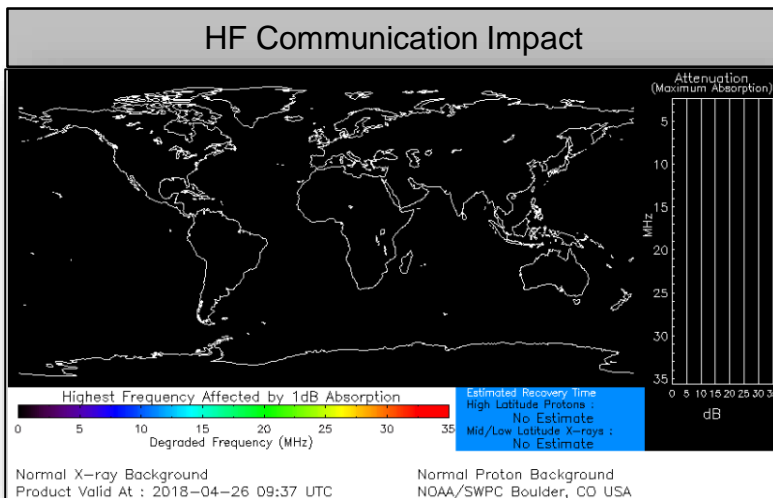 HF Communication Impact
Attenuation
(Maximum Absorption)
5
10
15
20
25
30
35
MHz
0 5 10 15 20 25 30
dB
Highest Frequency Affected by 1dB Absorption
0 5 10 15 20 25 30 35
Degraded Frequency (MHz)
Estimated Recovery Time
High Latitude Protons :
No Estimate
Mid/Low Latitude X-rays :
No Estimate
Normal X-ray Background
Product Valid At : 2018-04-26 09:37 UTC
Normal Proton Background
NOAA/SWPC Boulder, CO USA